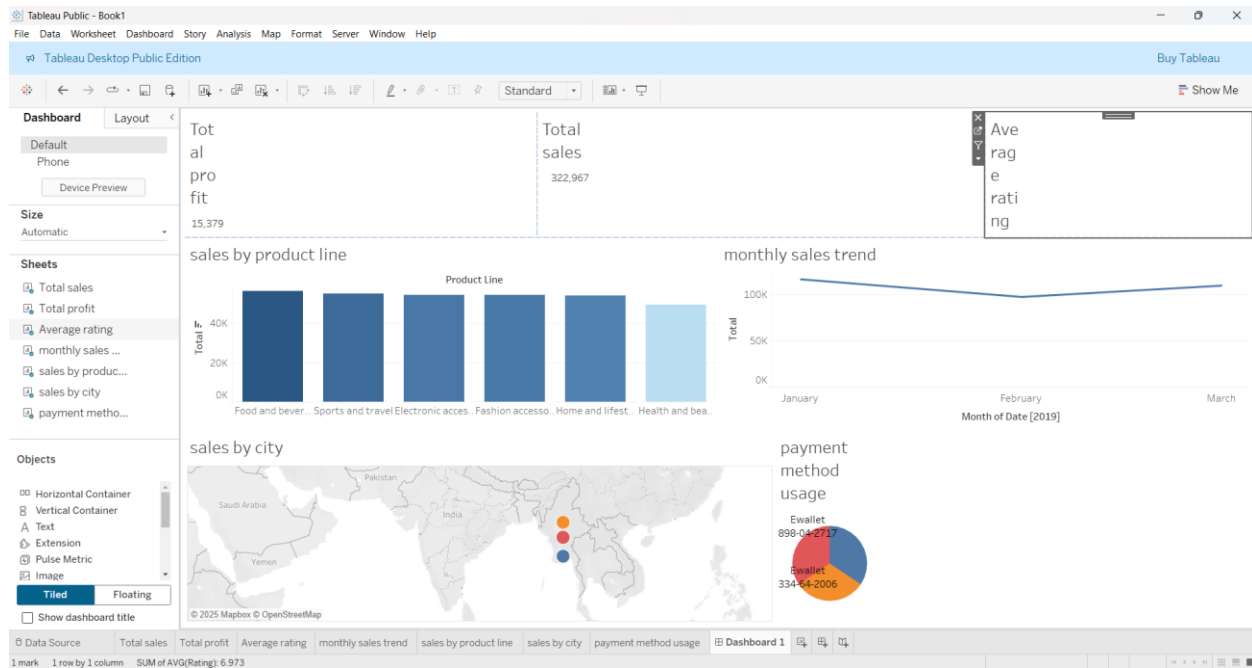 Tableau Public - Book1
File Data Worksheet Dashboard Story Analysis Map Format Server Window Help
Tableau Desktop Public Edition
Buy Tableau
Standard
Show Me
Dashboard
Layout
Default
Phone
Device Preview
Size
Automatic
Sheets
Total sales
Total profit
Average rating
monthly sales ...
sales by produc...
sales by city
payment metho...
Objects
Horizontal Container
Vertical Container
Text
Extension
Pulse Metric
Image
Tiled
Floating
Show dashboard title
Tot
al
pro
fit
15,379
Total
sales
322,967
Ave
rag
e
rati
ng
sales by product line
Product Line
Total
40K
20K
0K
Food and bever..
Sports and travel
Electronic acces..
Fashion accesso..
Home and lifest..
Health and bea..
monthly sales trend
Total
100K
50K
0K
January
February
March
Month of Date [2019]
sales by city
Pakistan
Saudi Arabia
India
Yemen
© 2025 Mapbox © OpenStreetMap
payment
method
usage
Ewallet
898-04-2717
Ewallet
334-64-2006
Data Source
Total sales
Total profit
Average rating
monthly sales trend
sales by product line
sales by city
payment method usage
Dashboard 1
1 mark 1 row by 1 column SUM of AVG(Rating): 6.973